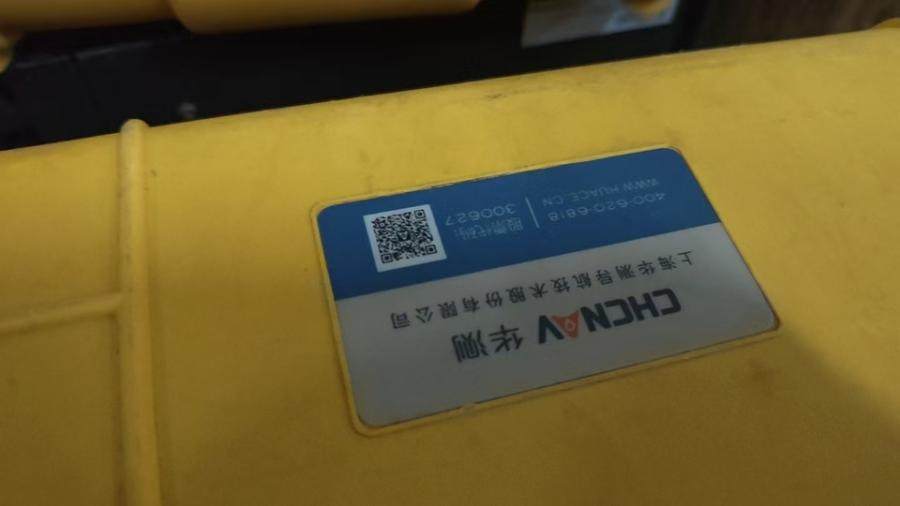 CHCNAV 华测
上海华测导航技术股份有限公司
400-620-6818
WWW.HUACE.CN
股票代码:
300627